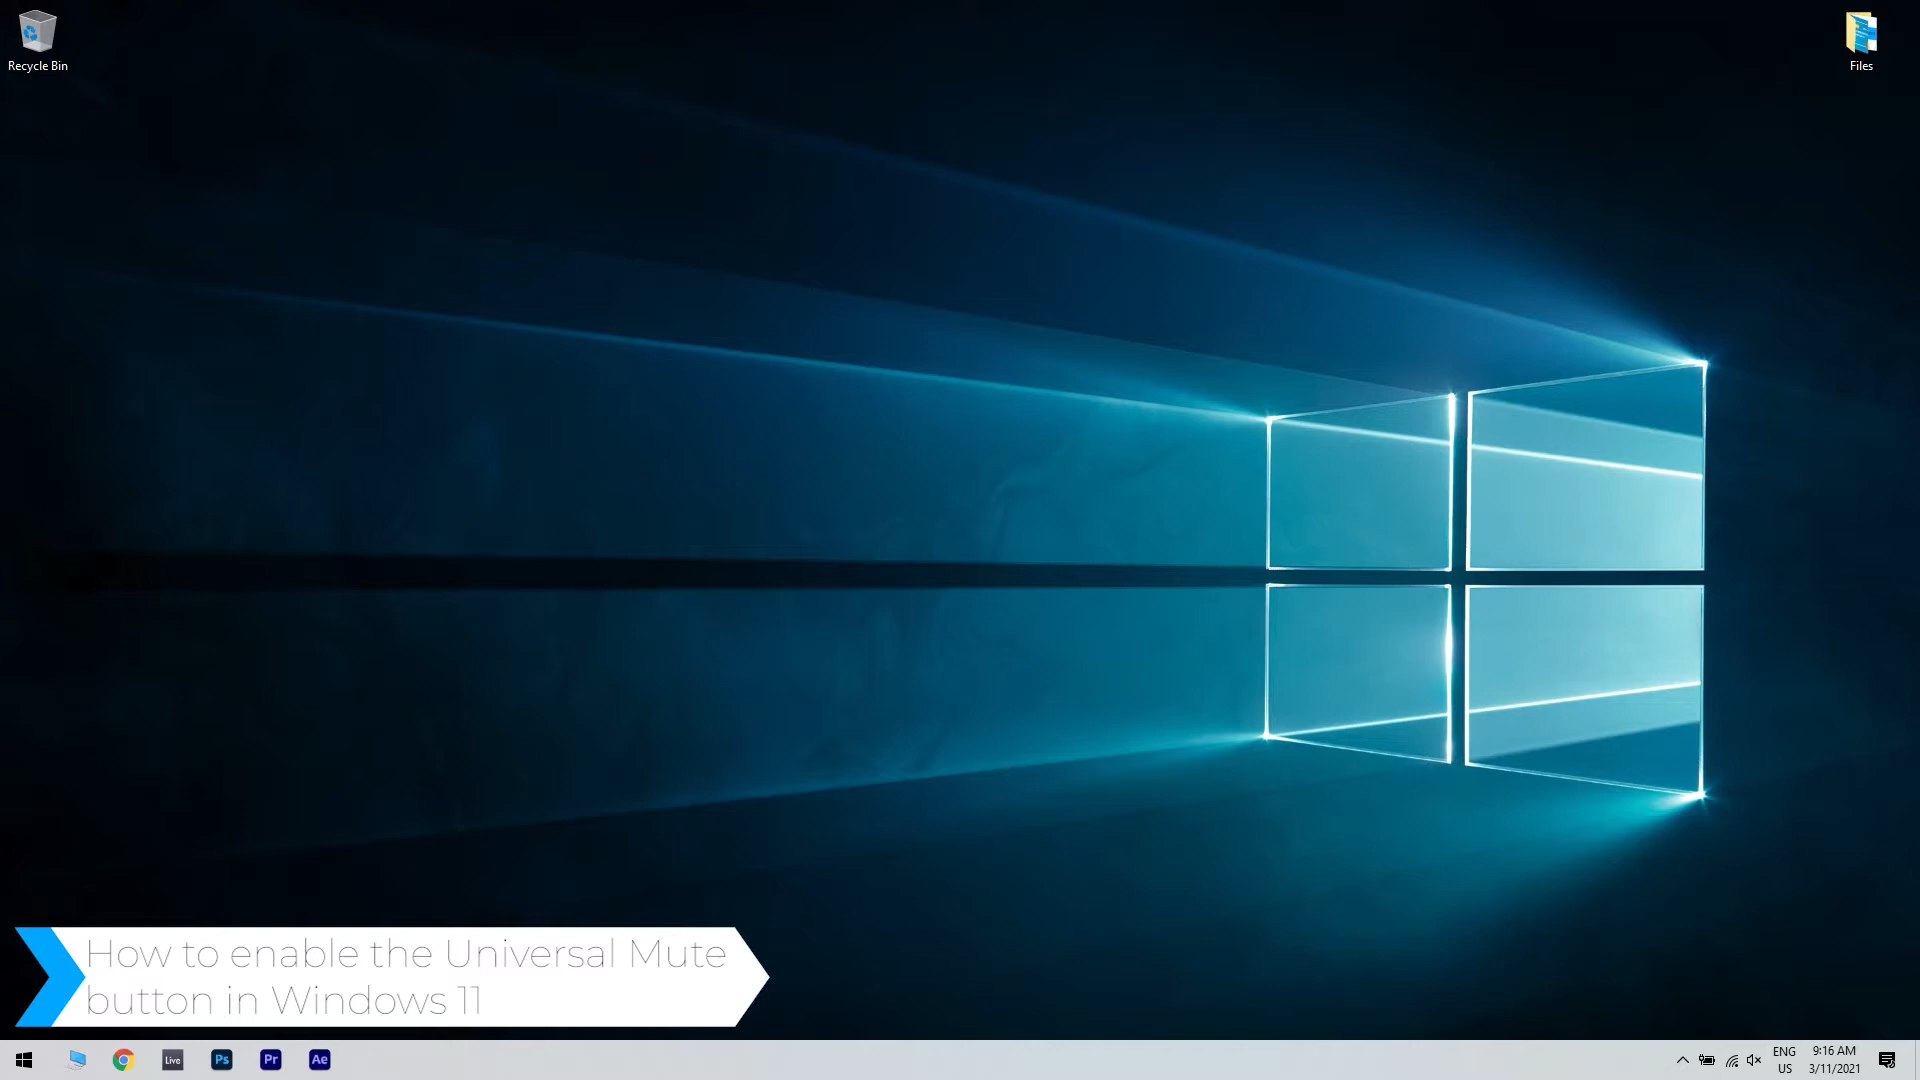 Recycle Bin
Files
How to enable the Universal Mute
button in Windows 11
Live
Ps
Pr
Ae
ENG
US
9:16 AM
3/11/2021